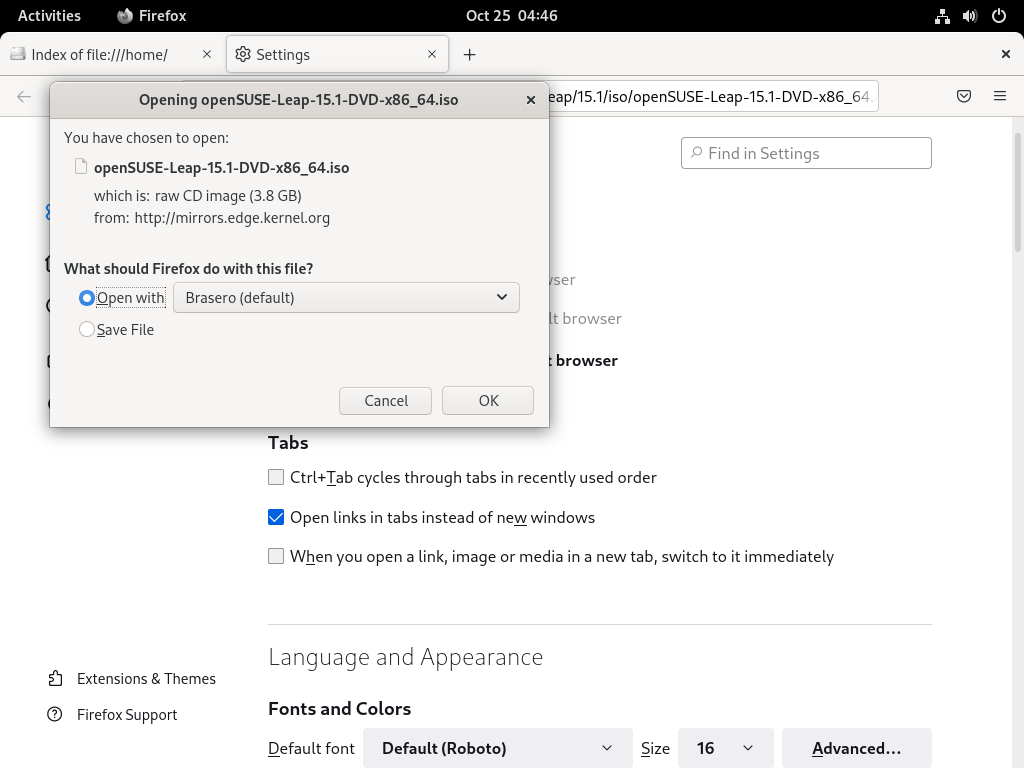 Activities
Firefox
Oct 25 04:46
Index of file:///home/
Settings
eap/15.1/iso/openSUSE-Leap-15.1-DVD-x86_64.
Opening openSUSE-Leap-15.1-DVD-x86_64.iso
You have chosen to open:
openSUSE-Leap-15.1-DVD-x86_64.iso
which is: raw CD image (3.8 GB)
from: http://mirrors.edge.kernel.org
What should Firefox do with this file?
Open with
Brasero (default)
Save File
Cancel
OK
Find in Settings
wser
lt browser
t browser
Tabs
Ctrl+Tab cycles through tabs in recently used order
Open links in tabs instead of new windows
When you open a link, image or media in a new tab, switch to it immediately
Language and Appearance
Extensions & Themes
Firefox Support
Fonts and Colors
Default font
Default (Roboto)
Size
16
Advanced...